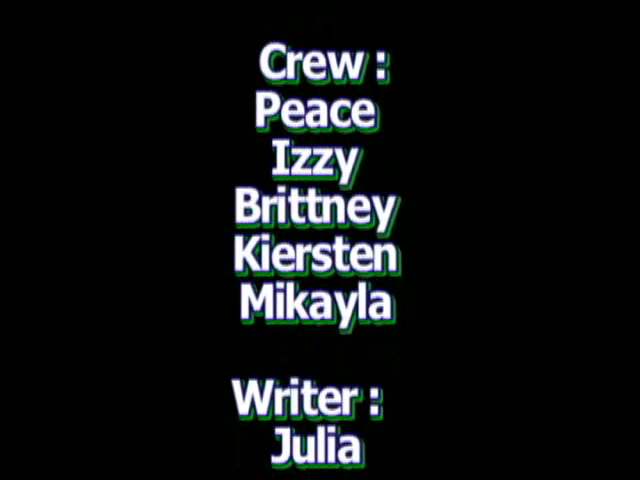 Crew :
Peace
Izzy
Brittney
Kiersten
Mikayla
Writer :
Julia